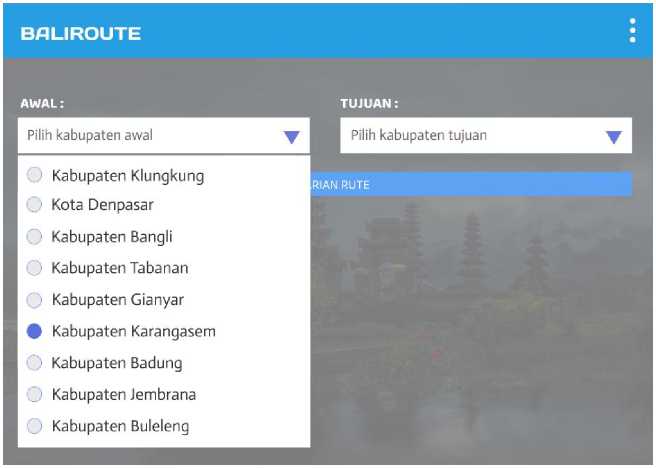 BALIROUTE
AWAL :
TUJUAN :
Pilih kabupaten awal
Pilih kabupaten tujuan
Kabupaten Klungkung
RIAN RUTE
Kota Denpasar
Kabupaten Bangli
Kabupaten Tabanan
Kabupaten Gianyar
Kabupaten Karangasem
Kabupaten Badung
Kabupaten Jembrana
Kabupaten Buleleng